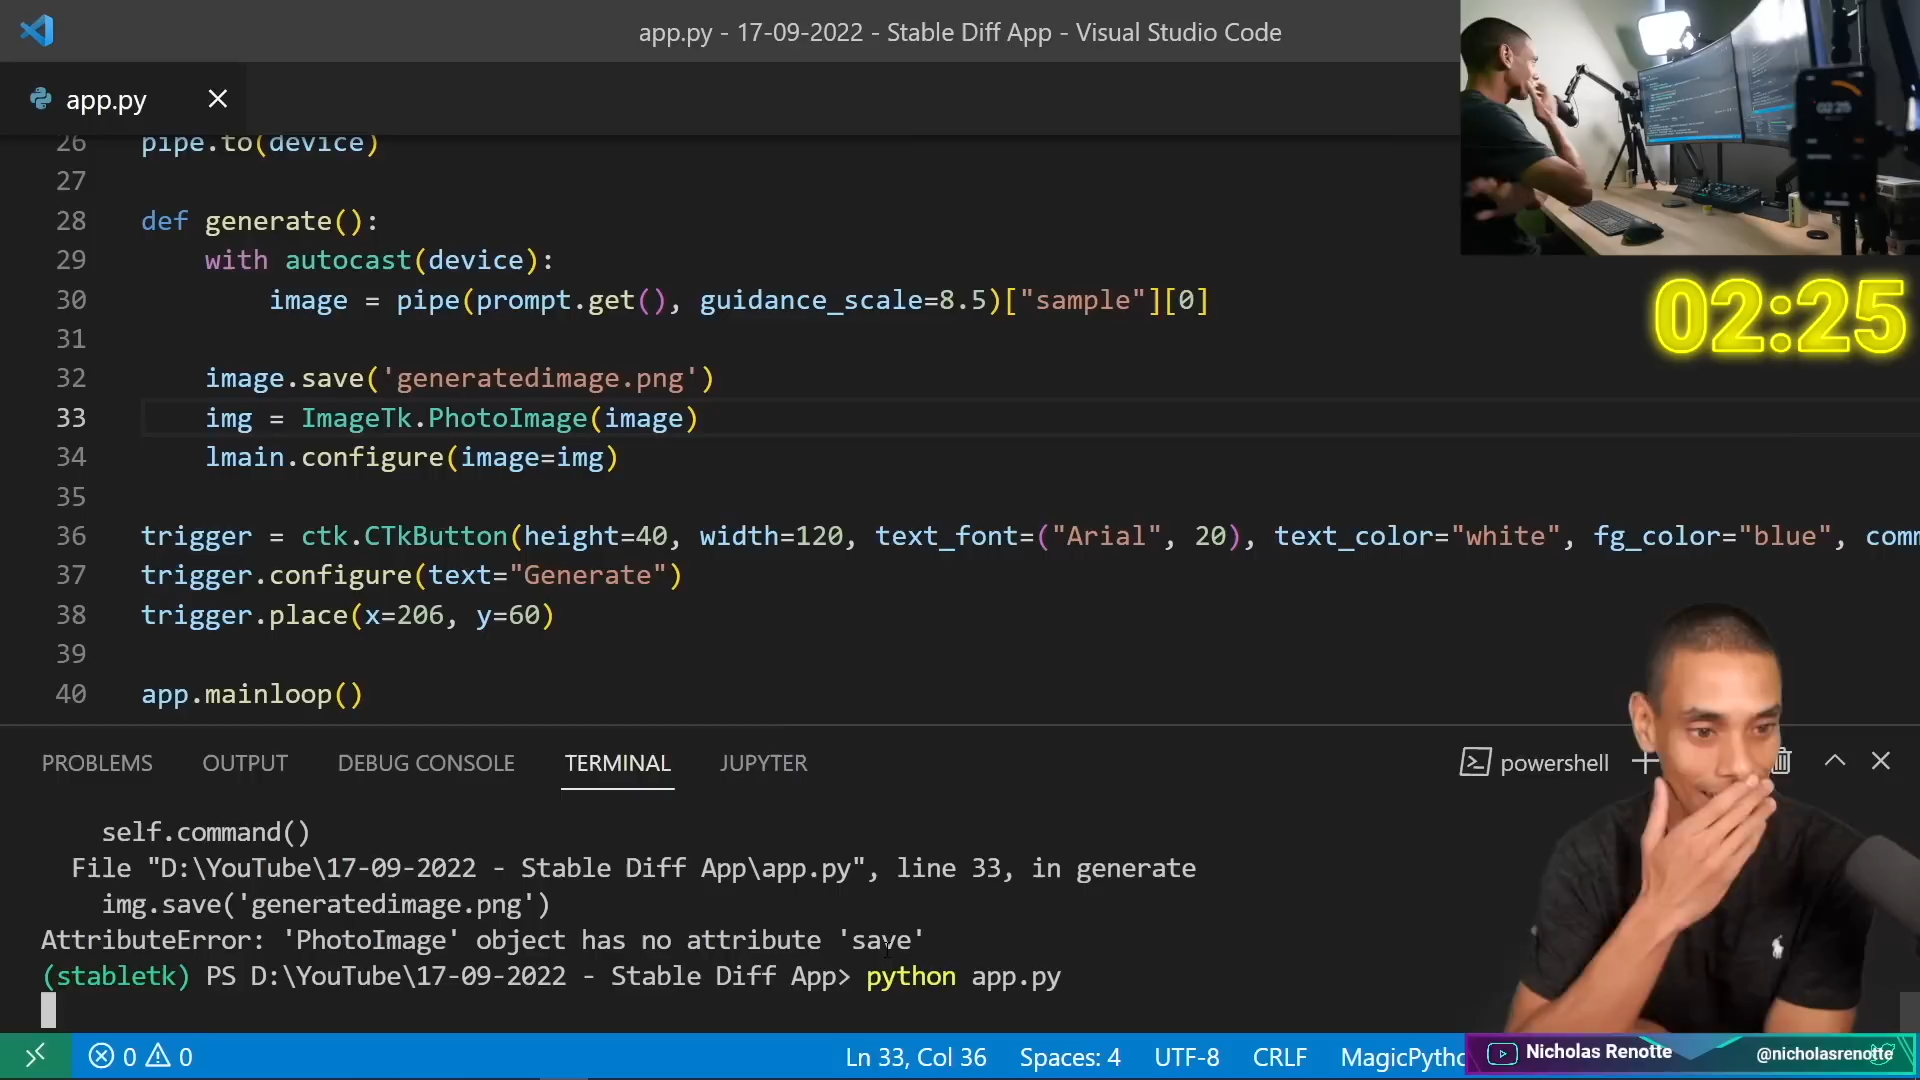 app.py - 17-09-2022 - Stable Diff App - Visual Studio Code
app.py
26 pipe.to(device)
27
28 def generate():
29 with autocast(device):
30 image = pipe(prompt.get(), guidance_scale=8.5)["sample"][0]
31
32 image.save('generatedimage.png')
33 img = ImageTk.PhotoImage(image)
34 lmain.configure(image=img)
35
36 trigger = ctk.CTkButton(height=40, width=120, text_font=("Arial", 20), text_color="white", fg_color="blue", comm
37 trigger.configure(text="Generate")
38 trigger.place(x=206, y=60)
39
40 app.mainloop()
02:25
02:25
PROBLEMS OUTPUT DEBUG CONSOLE TERMINAL JUPYTER powershell
self.command()
File "D:\YouTube\17-09-2022 - Stable Diff App\app.py", line 33, in generate
img.save('generatedimage.png')
AttributeError: 'PhotoImage' object has no attribute 'save'
(stabletk) PS D:\YouTube\17-09-2022 - Stable Diff App> python app.py
0 0 Ln 33, Col 36 Spaces: 4 UTF-8 CRLF MagicPytho
Nicholas Renotte @nicholasrenotte